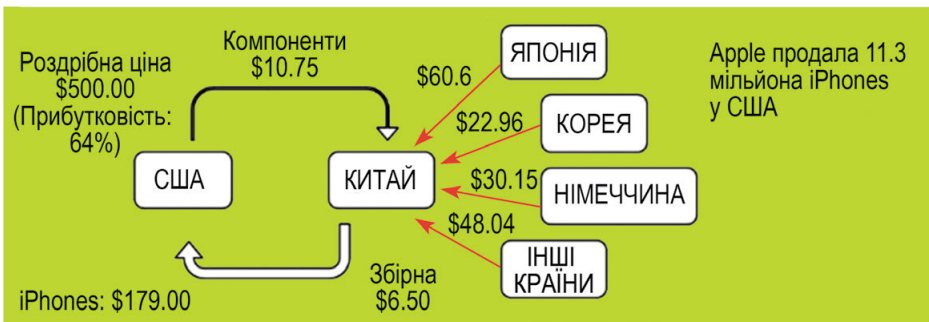 Роздрібна ціна
$500.00
(Прибутковість:
64%)
Компоненти
$10.75
ЯПОНІЯ
$60.6
Apple продала 11.3
мільйона iPhones
у США
$22.96
КОРЕЯ
США
КИТАЙ
$30.15
НІМЕЧЧИНА
$48.04
ІНШІ
КРАЇНИ
Збірна
$6.50
iPhones: $179.00